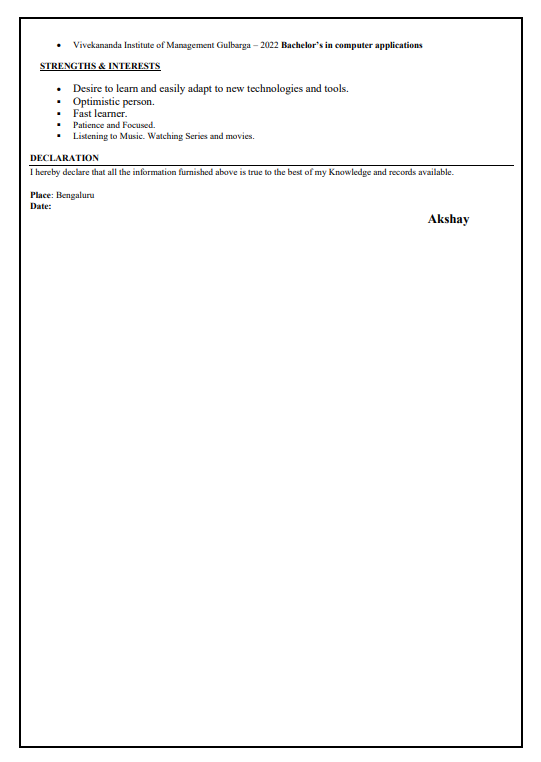 • Vivekananda Institute of Management Gulbarga – 2022 Bachelor's in computer applications
STRENGTHS & INTERESTS
• Desire to learn and easily adapt to new technologies and tools.
▪ Optimistic person.
▪ Fast learner.
▪ Patience and Focused.
▪ Listening to Music. Watching Series and movies.
DECLARATION
I hereby declare that all the information furnished above is true to the best of my Knowledge and records available.
Place: Bengaluru
Date:
Akshay